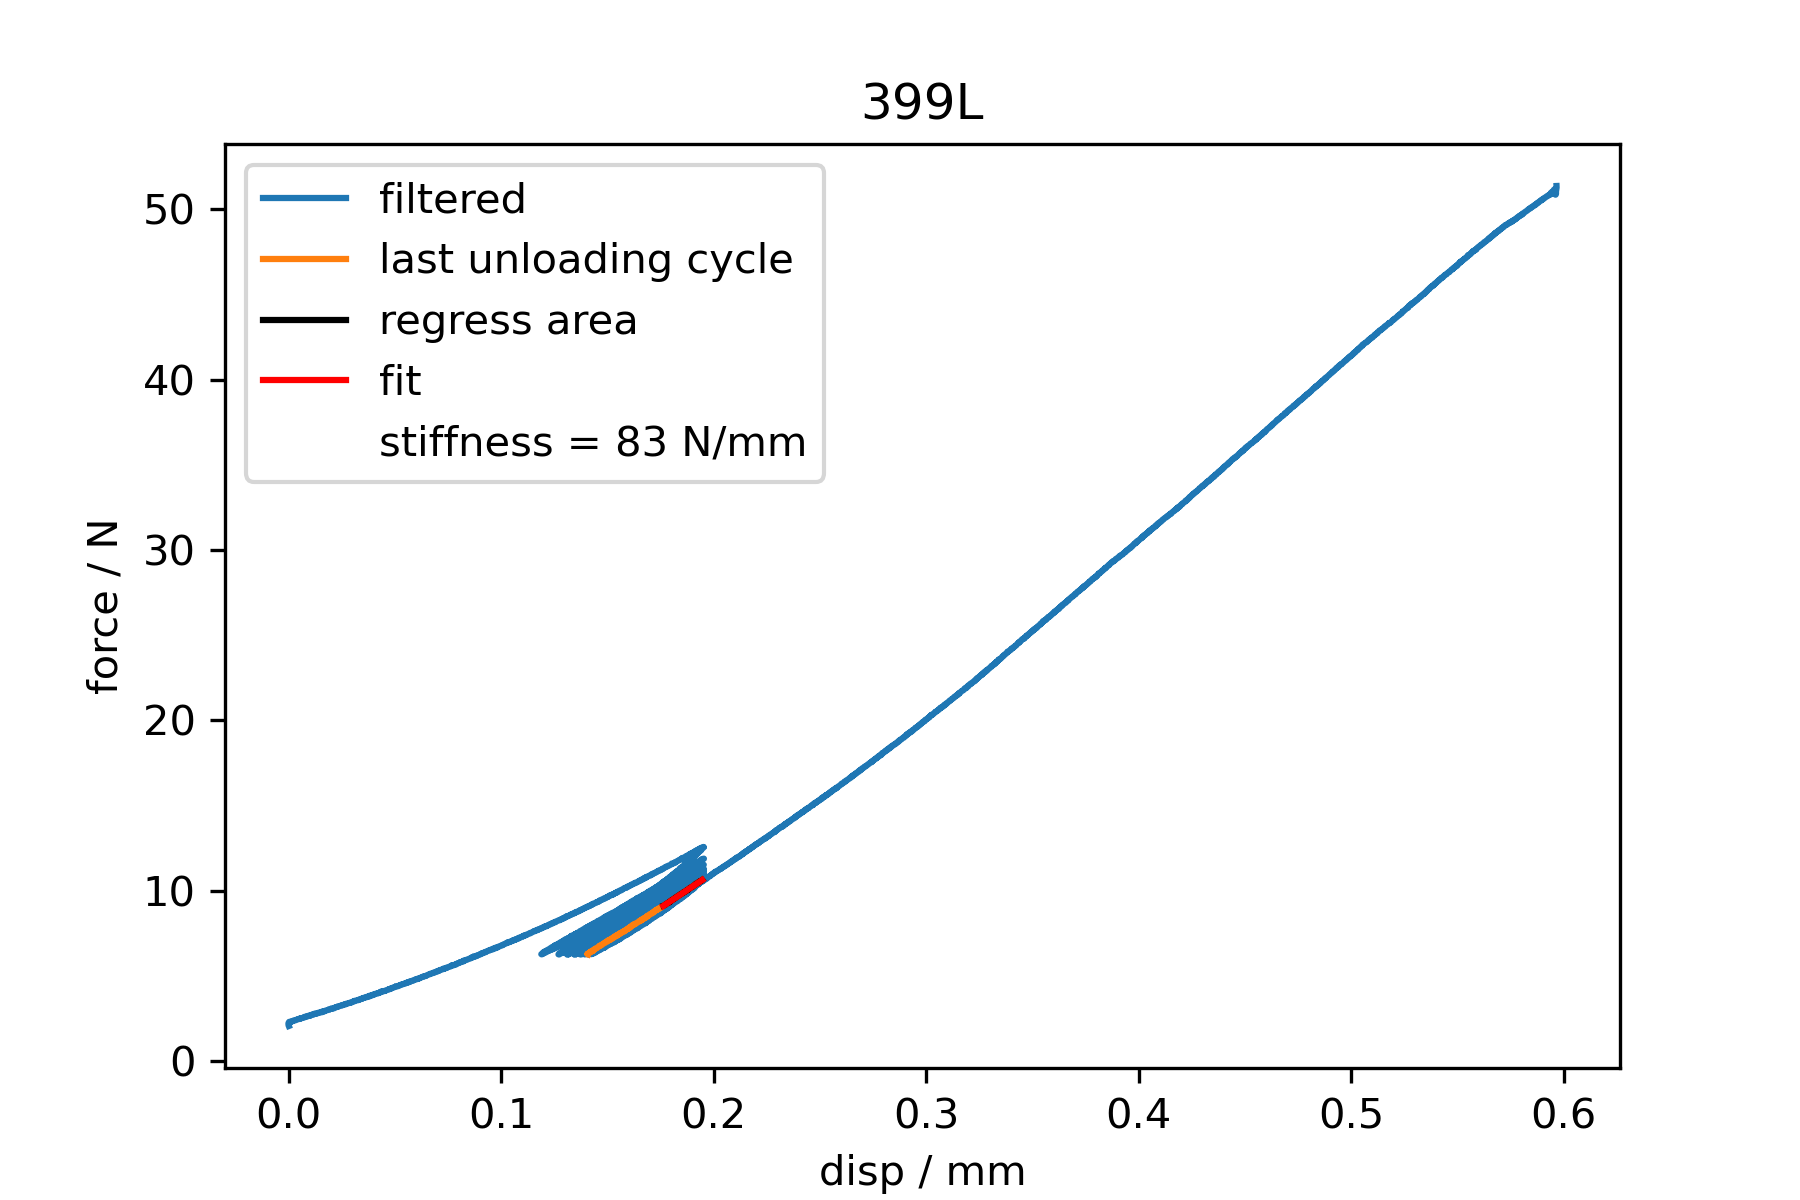 399L
filtered
last unloading cycle
regress area
fit
stiffness = 83 N/mm
force / N
50
40
30
20
10
0
0.0 0.1 0.2 0.3 0.4 0.5 0.6
disp / mm